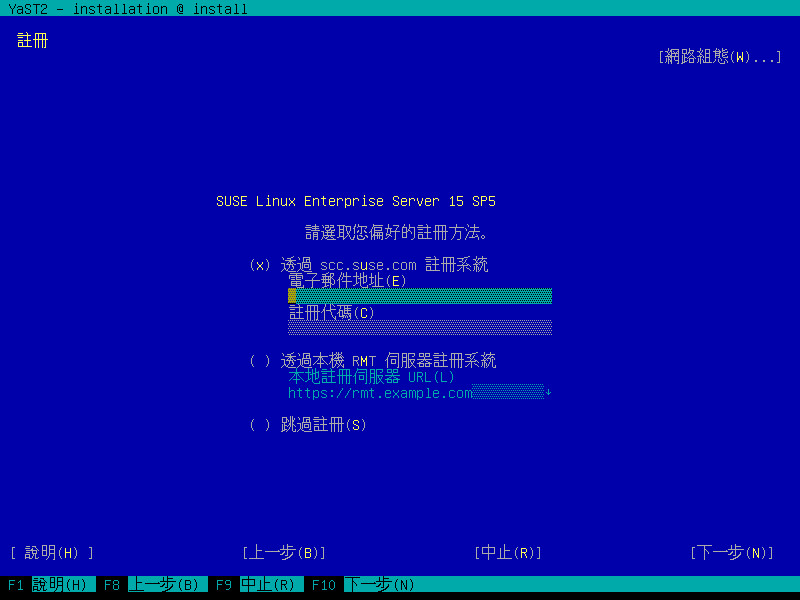 YaST2 - installation @ install
註冊
[網路組態(W)...]
SUSE Linux Enterprise Server 15 SP5
請選取您偏好的註冊方法。
(x) 透過 scc.suse.com 註冊系統
電子郵件地址(E)
註冊代碼(C)
( ) 透過本機 RMT 伺服器註冊系統
本地註冊伺服器 URL(L)
https://rmt.example.com
( ) 跳過註冊(S)
[ 說明(H) ] [上一步(B)] [中止(R)] [下一步(N)]
F1 說明(H) F8 上一步(B) F9 中止(R) F10 下一步(N)